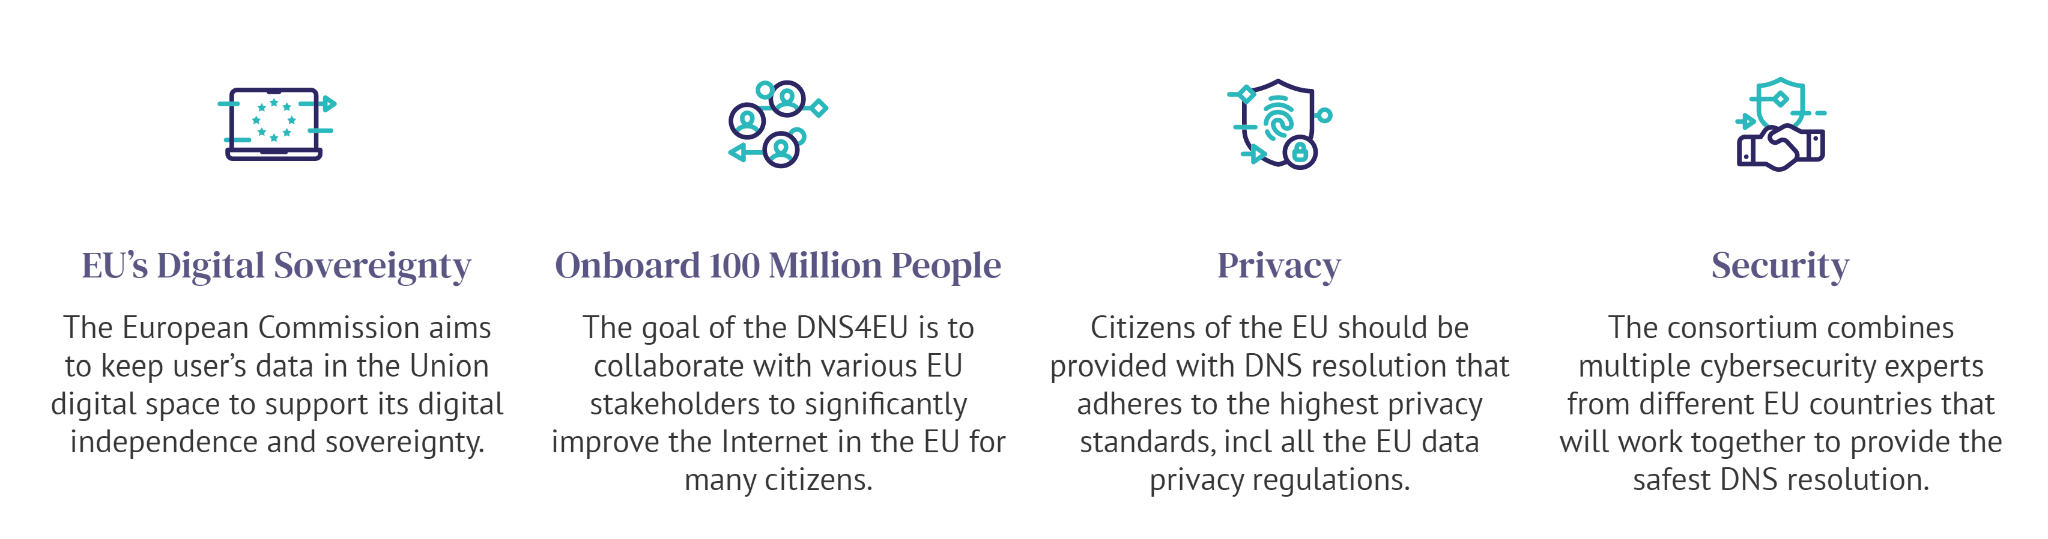 EU’s Digital Sovereignty
The European Commission aims
to keep user’s data in the Union
digital space to support its digital
independence and sovereignty.
Onboard 100 Million People
The goal of the DNS4EU is to
collaborate with various EU
stakeholders to significantly
improve the Internet in the EU for
many citizens.
Privacy
Citizens of the EU should be
provided with DNS resolution that
adheres to the highest privacy
standards, incl all the EU data
privacy regulations.
Security
The consortium combines
multiple cybersecurity experts
from different EU countries that
will work together to provide the
safest DNS resolution.